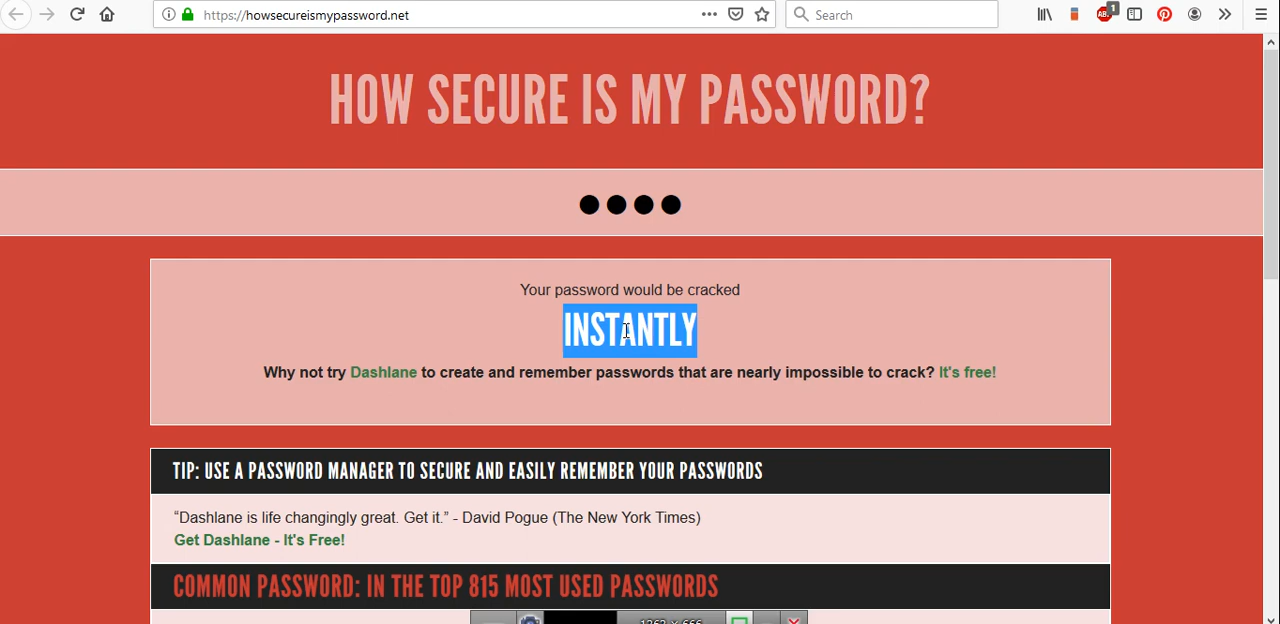 https://howsecureismypassword.net
Search
1
HOW SECURE IS MY PASSWORD?
Your password would be cracked
INSTANTLY
Why not try Dashlane to create and remember passwords that are nearly impossible to crack? It's free!
TIP: USE A PASSWORD MANAGER TO SECURE AND EASILY REMEMBER YOUR PASSWORDS
“Dashlane is life changingly great. Get it.” - David Pogue (The New York Times)
Get Dashlane - It's Free!
COMMON PASSWORD: IN THE TOP 815 MOST USED PASSWORDS